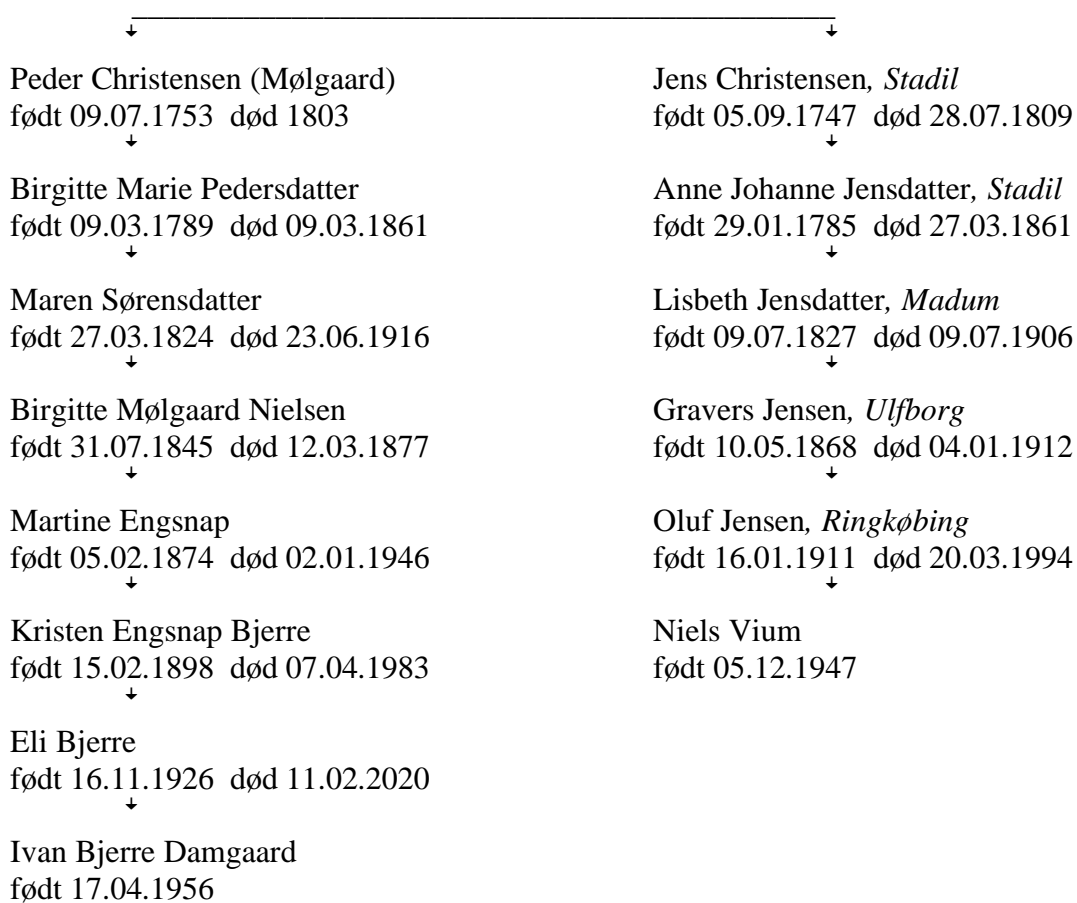 Peder Christensen (Mølgaard)
født 09.07.1753 død 1803
Birgitte Marie Pedersdatter
født 09.03.1789 død 09.03.1861
Maren Sørensdatter
født 27.03.1824 død 23.06.1916
Birgitte Mølgaard Nielsen
født 31.07.1845 død 12.03.1877
Martine Engsnap
født 05.02.1874 død 02.01.1946
Kristen Engsnap Bjerre
født 15.02.1898 død 07.04.1983
Eli Bjerre
født 16.11.1926 død 11.02.2020
Ivan Bjerre Damgaard
født 17.04.1956
Jens Christensen, Stadil
født 05.09.1747 død 28.07.1809
Anne Johanne Jensdatter, Stadil
født 29.01.1785 død 27.03.1861
Lisbeth Jensdatter, Madum
født 09.07.1827 død 09.07.1906
Gravers Jensen, Ulfborg
født 10.05.1868 død 04.01.1912
Oluf Jensen, Ringkøbing
født 16.01.1911 død 20.03.1994
Niels Vium
født 05.12.1947